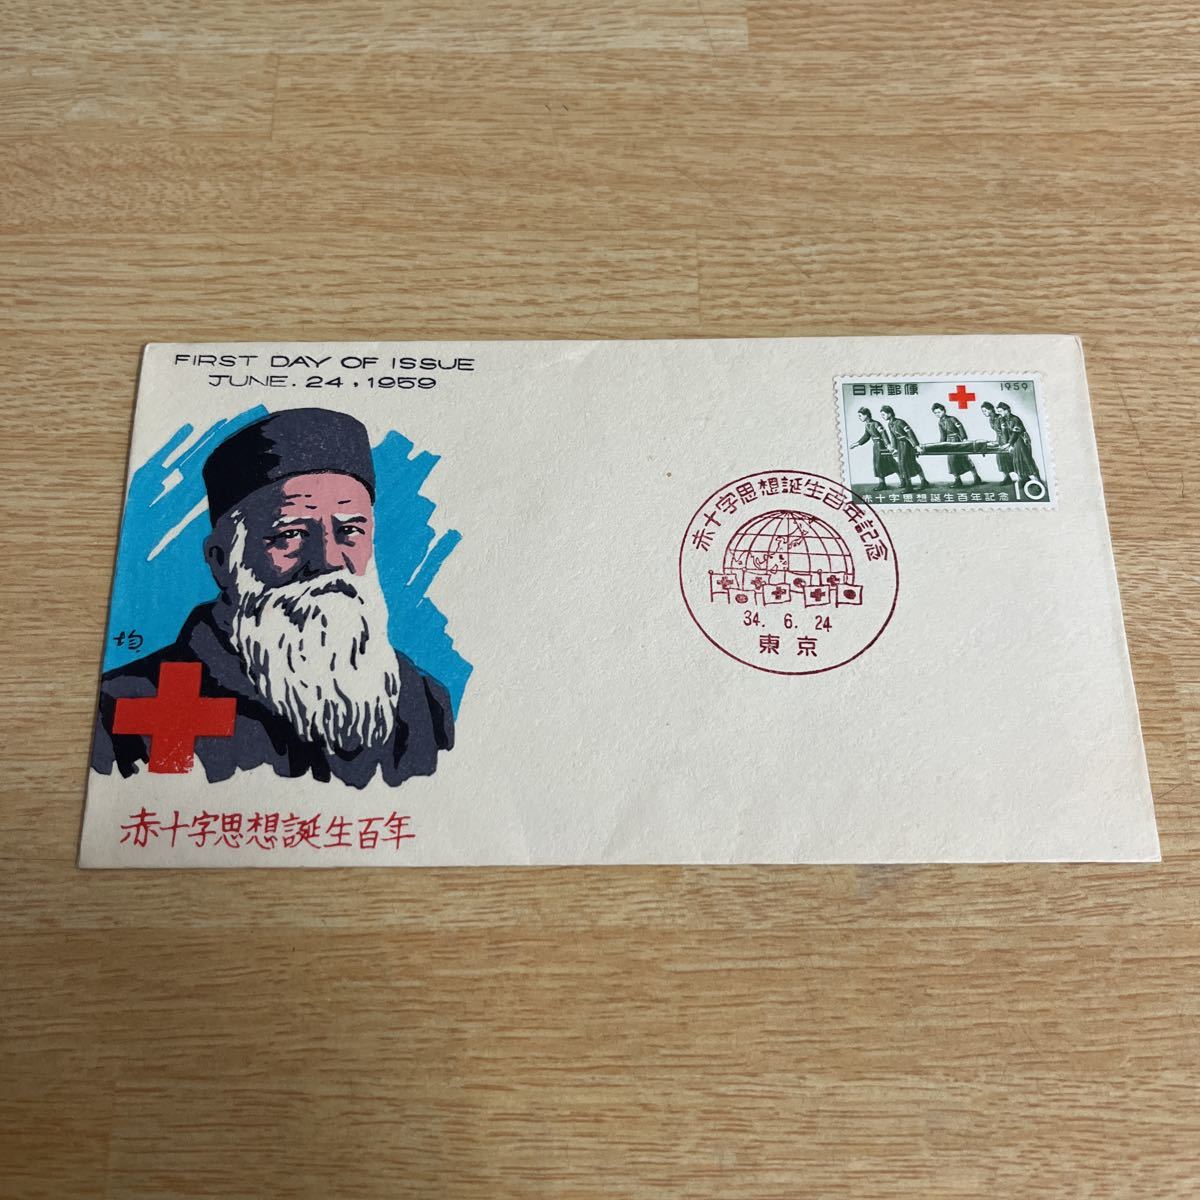 FIRST DAY OF ISSUE
JUNE. 24, 1959
日本郵便 1959
赤十字思想誕生百年記念 10
赤十字思想誕生百年記念
34. 6. 24
東京
赤十字思想誕生百年